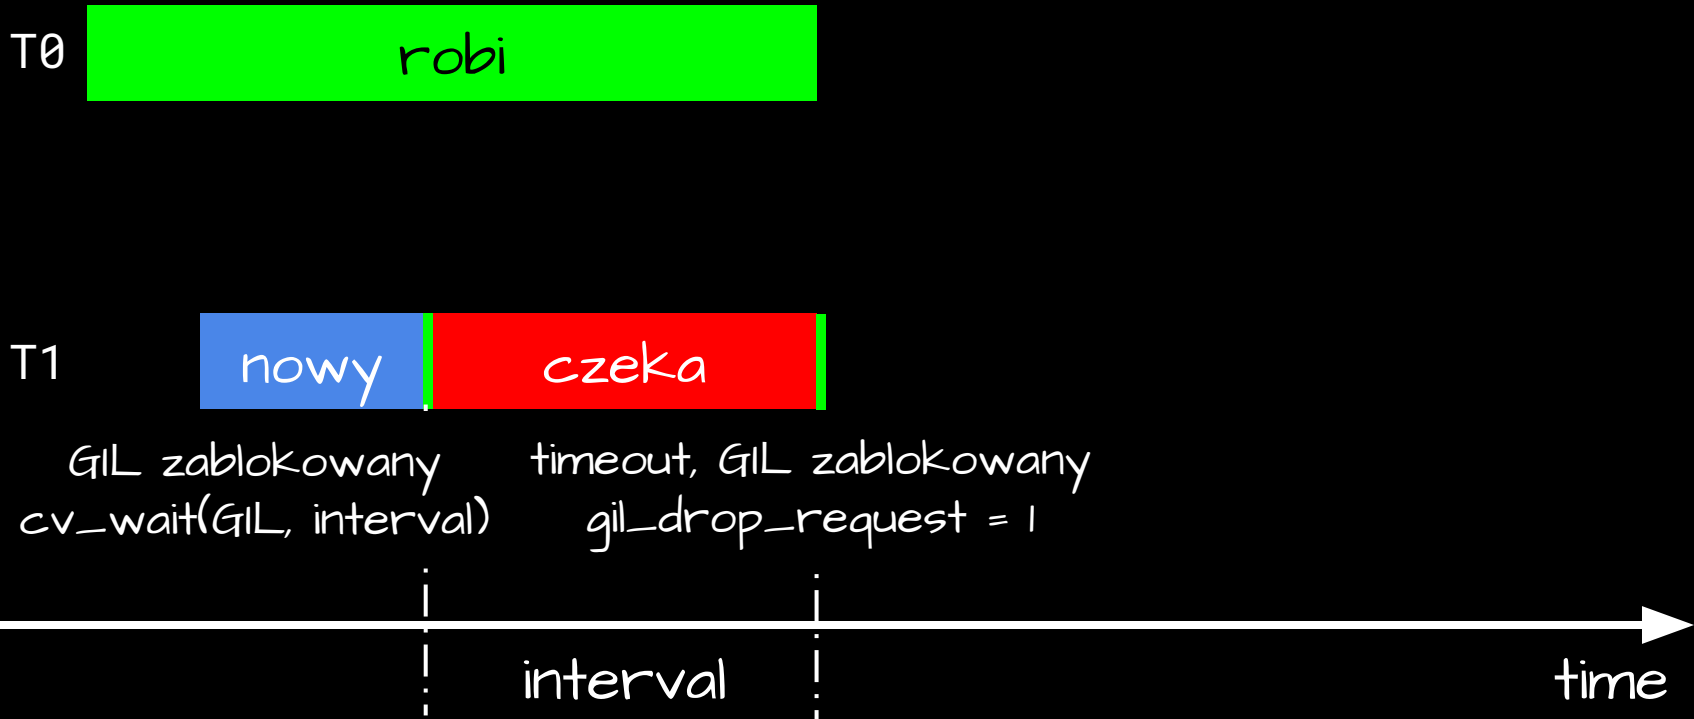 T0
robi
T1
nowy
czeka
GIL zablokowany
cv_wait(GIL, interval)
timeout, GIL zablokowany
gil_drop_request = 1
interval
time